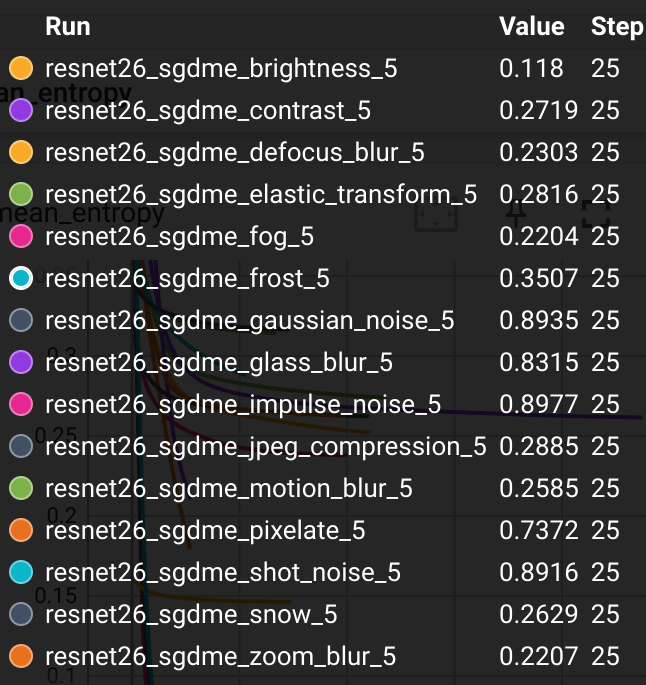 Run Value Step
resnet26_sgdme_brightness_5 0.118 25
an_entropy
resnet26_sgdme_contrast_5 0.2719 25
resnet26_sgdme_defocus_blur_5 0.2303 25
resnet26_sgdme_elastic_transform_5 0.2816 25
mean_entropy
resnet26_sgdme_fog_5 0.2204 25
resnet26_sgdme_frost_5 0.3507 25
resnet26_sgdme_gaussian_noise_5 0.8935 25
0.3
resnet26_sgdme_glass_blur_5 0.8315 25
resnet26_sgdme_impulse_noise_5 0.8977 25
0.25
resnet26_sgdme_jpeg_compression_5 0.2885 25
resnet26_sgdme_motion_blur_5 0.2585 25
0.2
resnet26_sgdme_pixelate_5 0.7372 25
resnet26_sgdme_shot_noise_5 0.8916 25
0.15
resnet26_sgdme_snow_5 0.2629 25
resnet26_sgdme_zoom_blur_5 0.2207 25
0.1